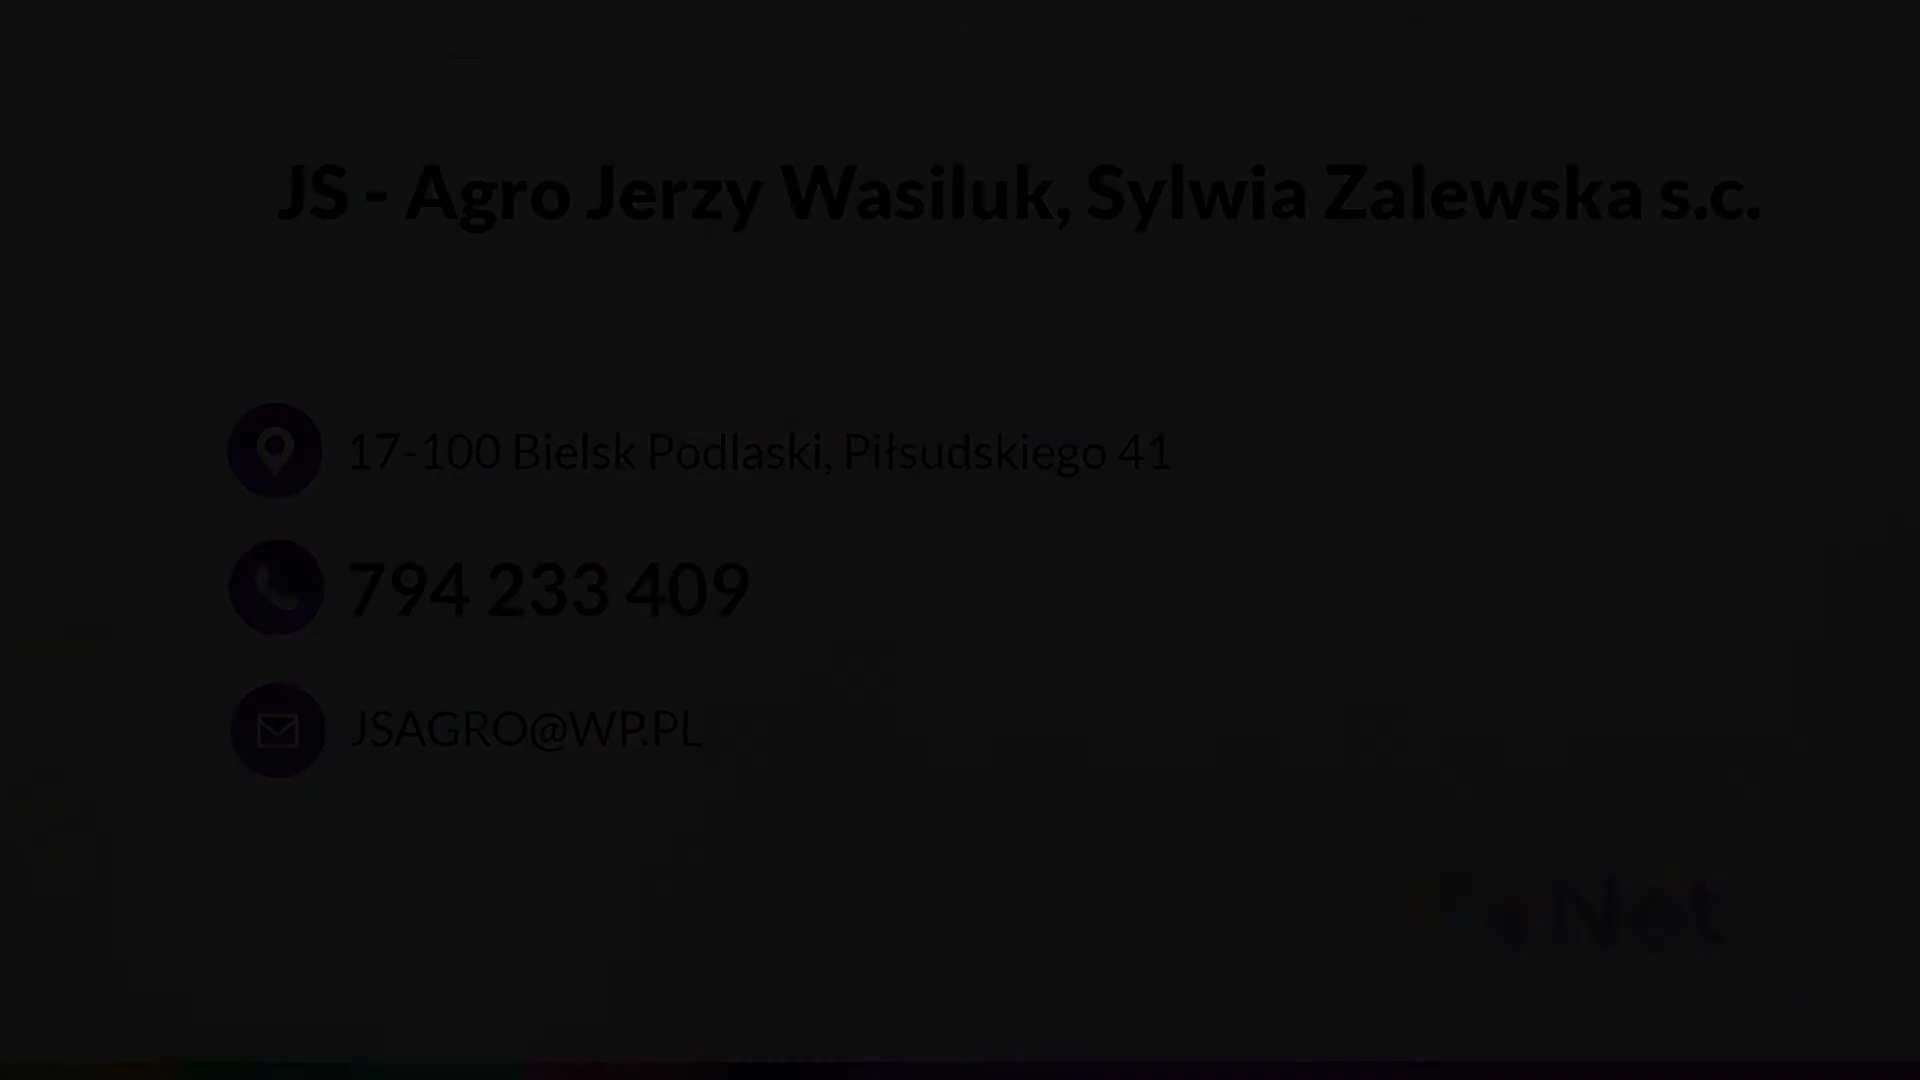 JS - Agro Jerzy Wasiluk, Sylwia Zalewska s.c.
17-100 Bielsk Podlaski, Piłsudskiego 41
794 233 409
JSAGRO@WP.PL